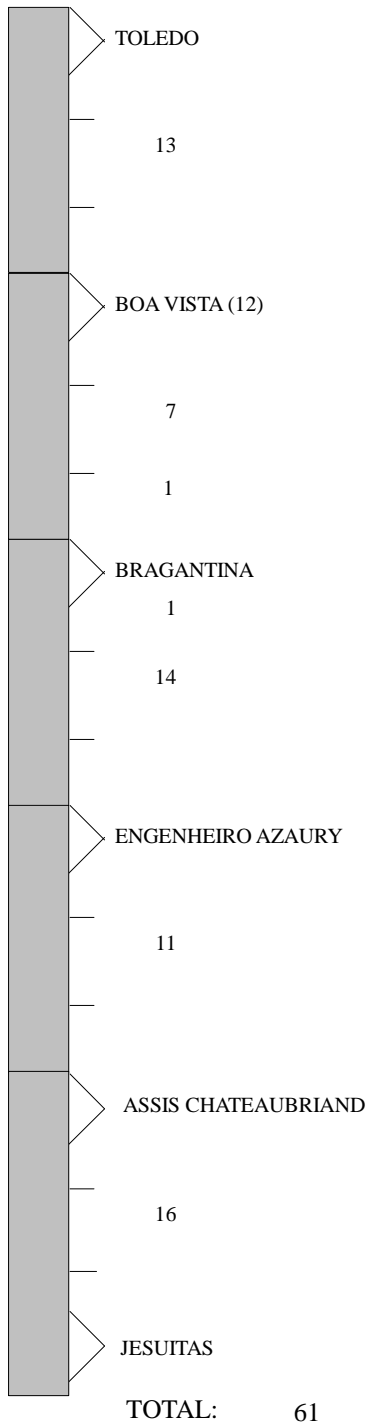 TOLEDO
13
BOA VISTA (12)
7
1
BRAGANTINA
1
14
ENGENHEIRO AZAURY
11
ASSIS CHATEAUBRIAND
16
JESUITAS
TOTAL: 61